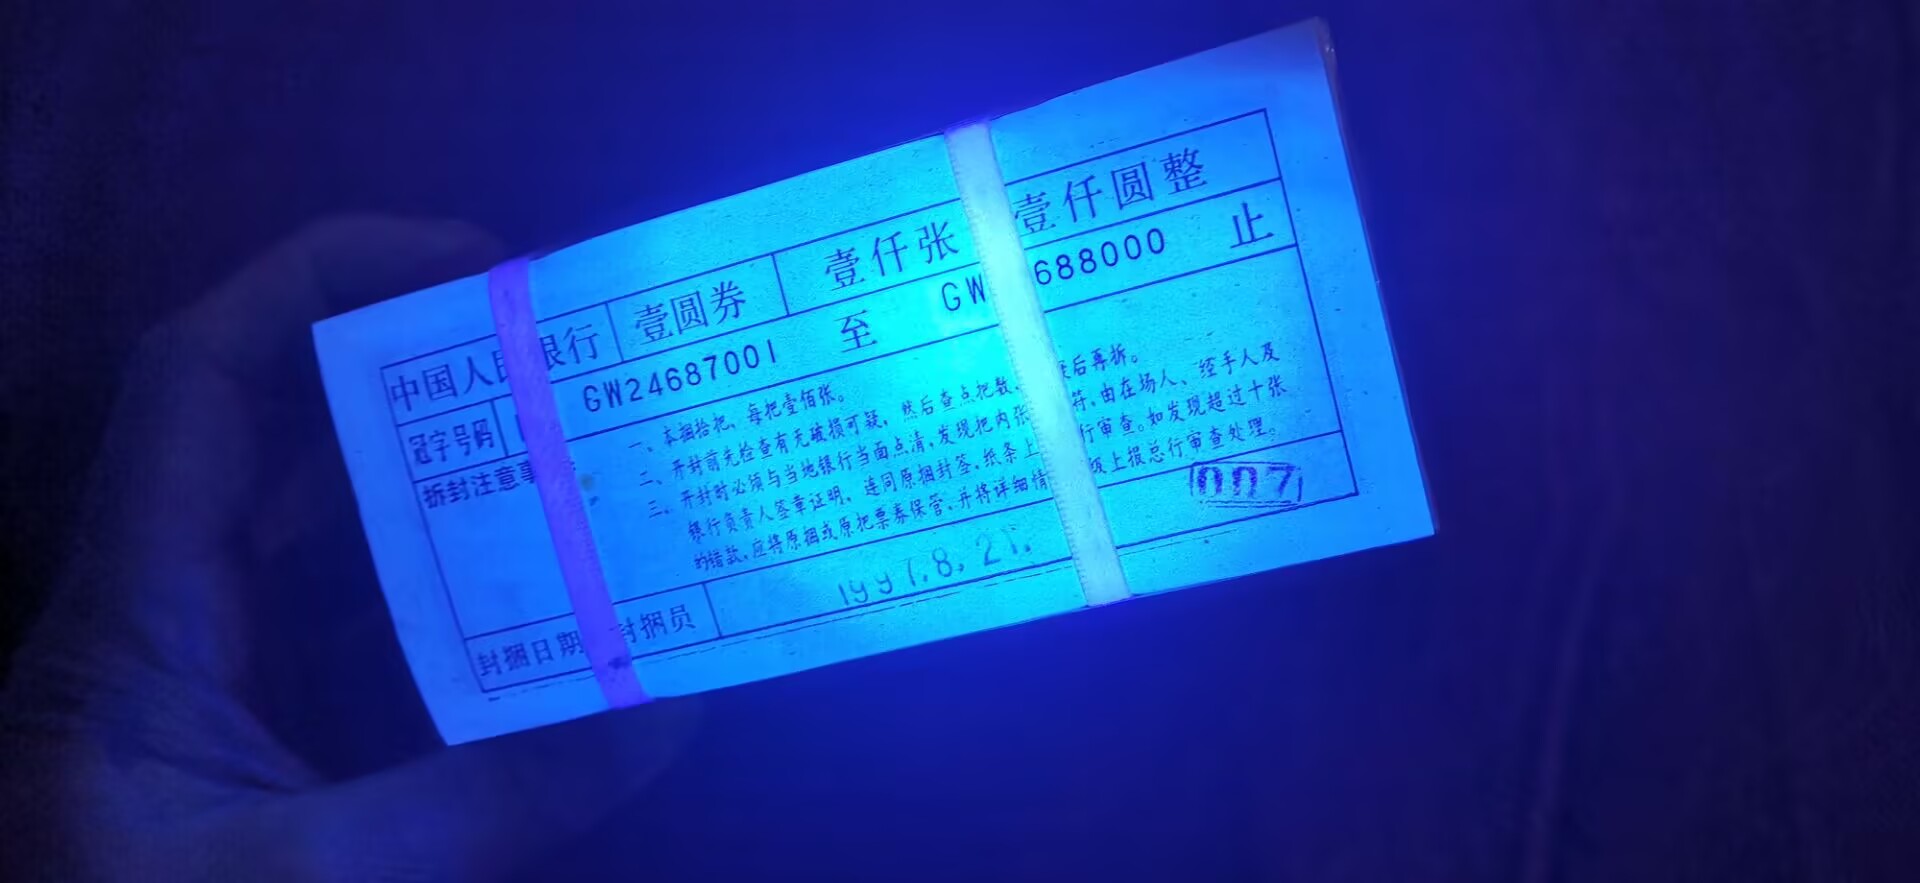 中国人民银行 壹圆券 壹仟张 壹仟圆整
冠字号码 GW24687001 至 GW 688000 止
拆封注意事
一、本捆拾把，每把壹佰张。
二、开封前先检查有无破损可疑，然后查点把数， 后再拆。
三、开封时必须与当地银行当面点清，发现把内张 符，由在场人、经手人及
银行负责人签章证明，连同原捆封签，纸条上 行审查。如发现超过十张
的错款，应将原捆或原把票券保管，并将详细情 级上报总行审查处理。
007
封捆日期 封捆员 1997.8.21.